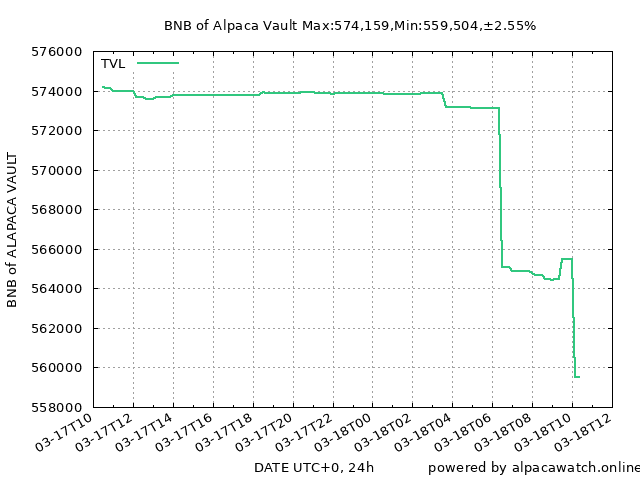 BNB of Alpaca Vault Max:574,159,Min:559,504,±2.55%
576000
TVL
574000
572000
570000
568000
566000
564000
562000
560000
558000
BNB of ALAPACA VAULT
03-17T10
03-17T12
03-17T14
03-17T16
03-17T18
03-17T20
03-17T22
03-18T00
03-18T02
03-18T04
03-18T06
03-18T08
03-18T10
03-18T12
DATE UTC+0, 24h
powered by alpacawatch.online